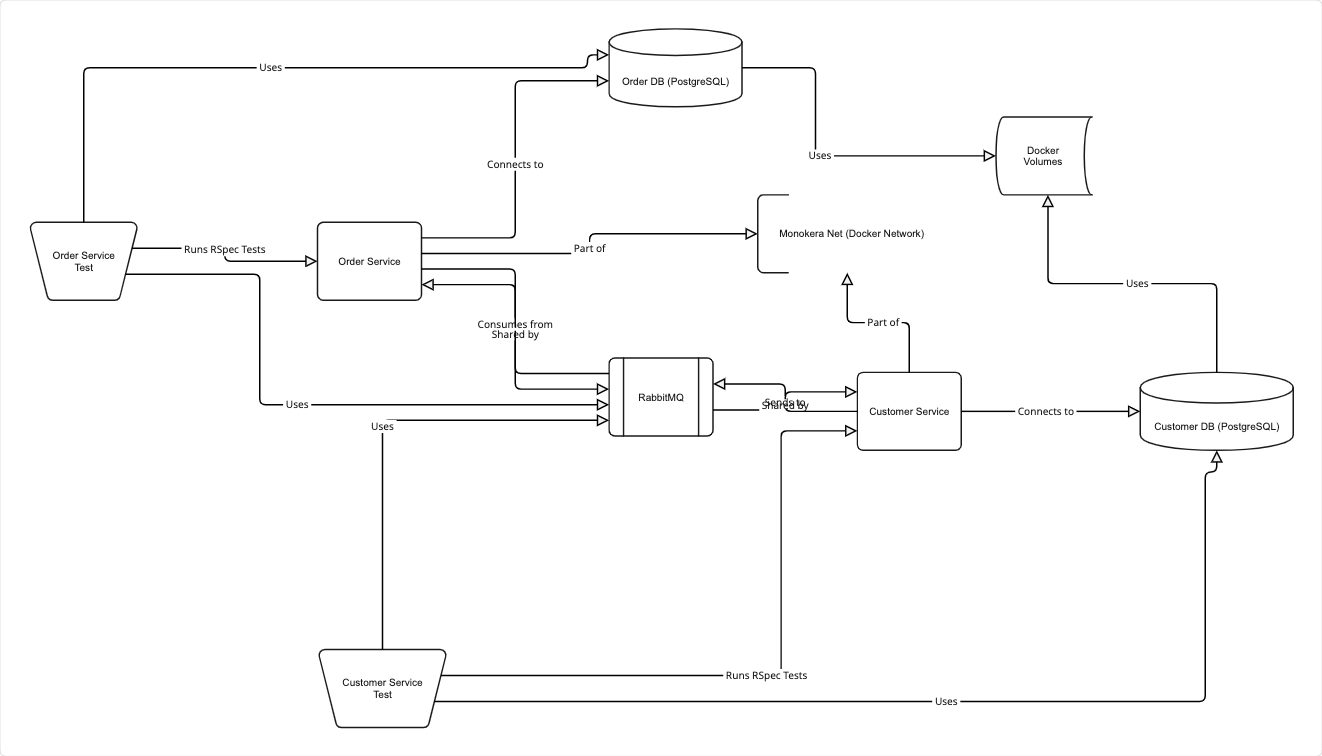 Uses
Order DB (PostgreSQL)
Docker
Volumes
Uses
Connects to
Order Service
Test
Runs RSpec Tests
Order Service
Part of
Monokera Net (Docker Network)
Uses
Consumes from
Shared by
Part of
RabbitMQ
Sends to
Shared by
Customer Service
Connects to
Customer DB (PostgreSQL)
Uses
Uses
Customer Service
Test
Runs RSpec Tests
Uses